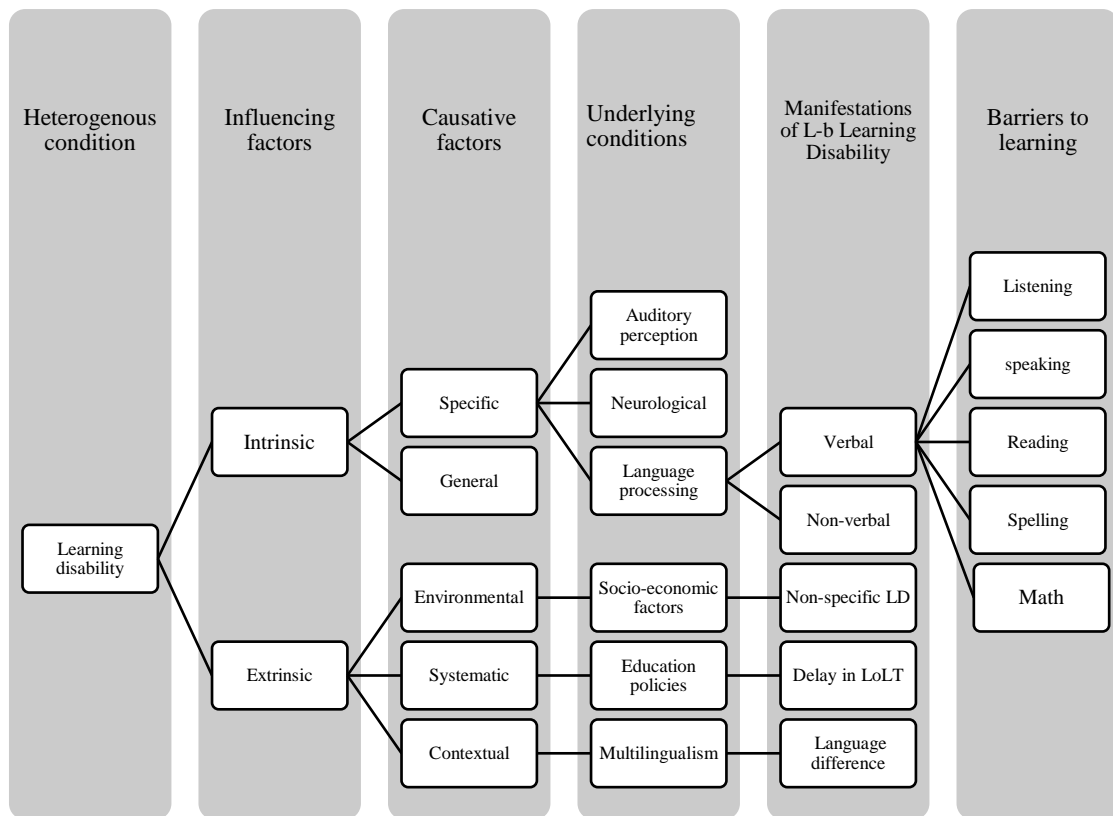 Heterogenous
condition
Influencing
factors
Causative
factors
Underlying
conditions
Manifestations
of L-b Learning
Disability
Barriers to
learning
Learning
disability
Intrinsic
Extrinsic
Specific
General
Environmental
Systematic
Contextual
Auditory
perception
Neurological
Language
processing
Socio-economic
factors
Education
policies
Multilingualism
Verbal
Non-verbal
Non-specific LD
Delay in LoLT
Language
difference
Listening
speaking
Reading
Spelling
Math